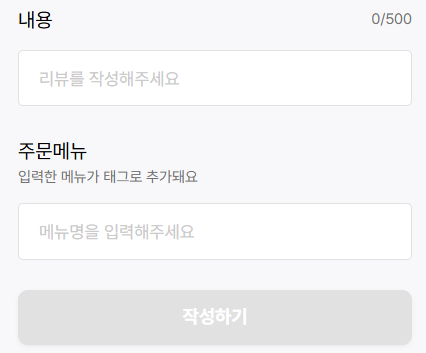 내용 0/500
리뷰를 작성해주세요
주문메뉴
입력한 메뉴가 태그로 추가돼요
메뉴명을 입력해주세요
작성하기